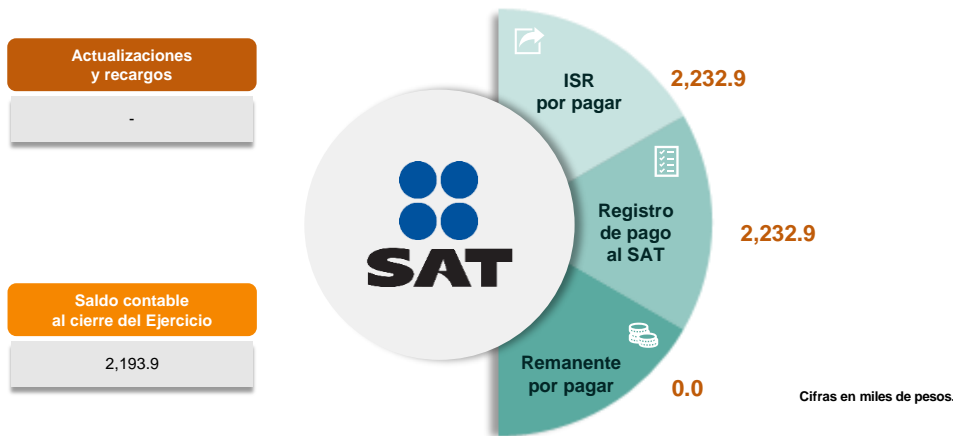 Actualizaciones
y recargos
-
Saldo contable
al cierre del Ejercicio
2,193.9
SAT
ISR
por pagar
2,232.9
Registro
de pago
al SAT
2,232.9
Remanente
por pagar
0.0
Cifras en miles de pesos.